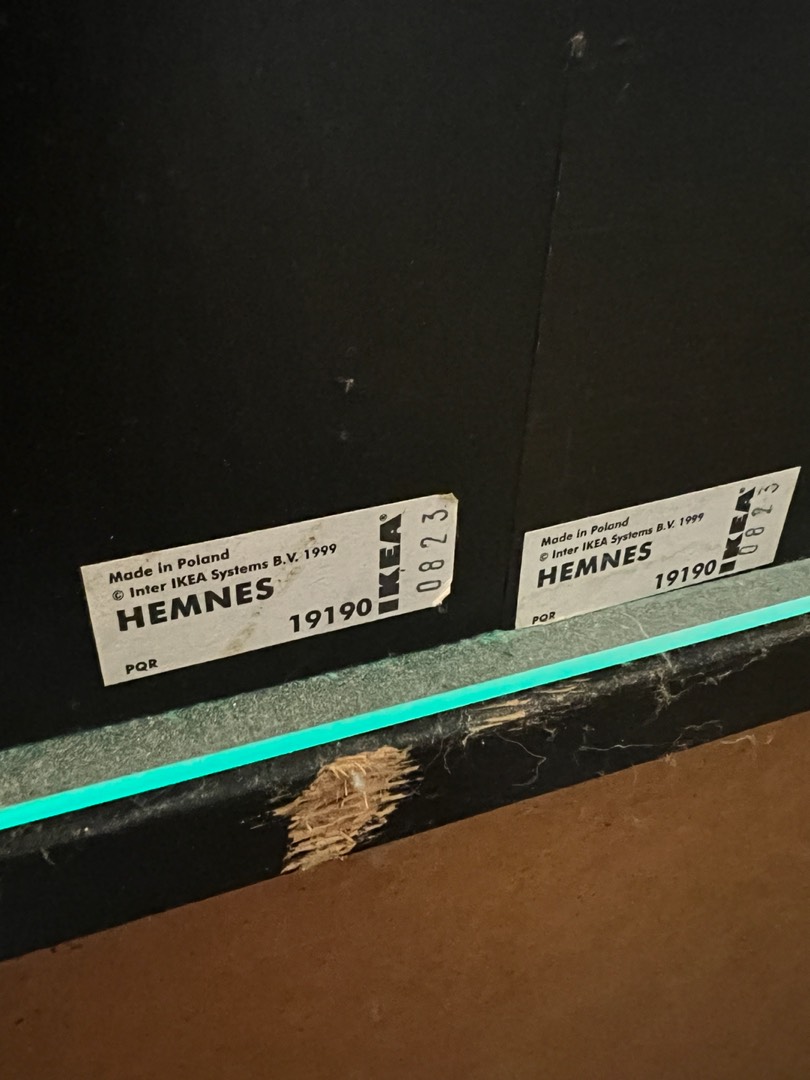 Made in Poland
© Inter IKEA Systems B.V. 1999
HEMNES
19190
PQR
IKEA®
0823
Made in Poland
© Inter IKEA Systems B.V. 1999
HEMNES
19190
PQR
IKEA®
0823